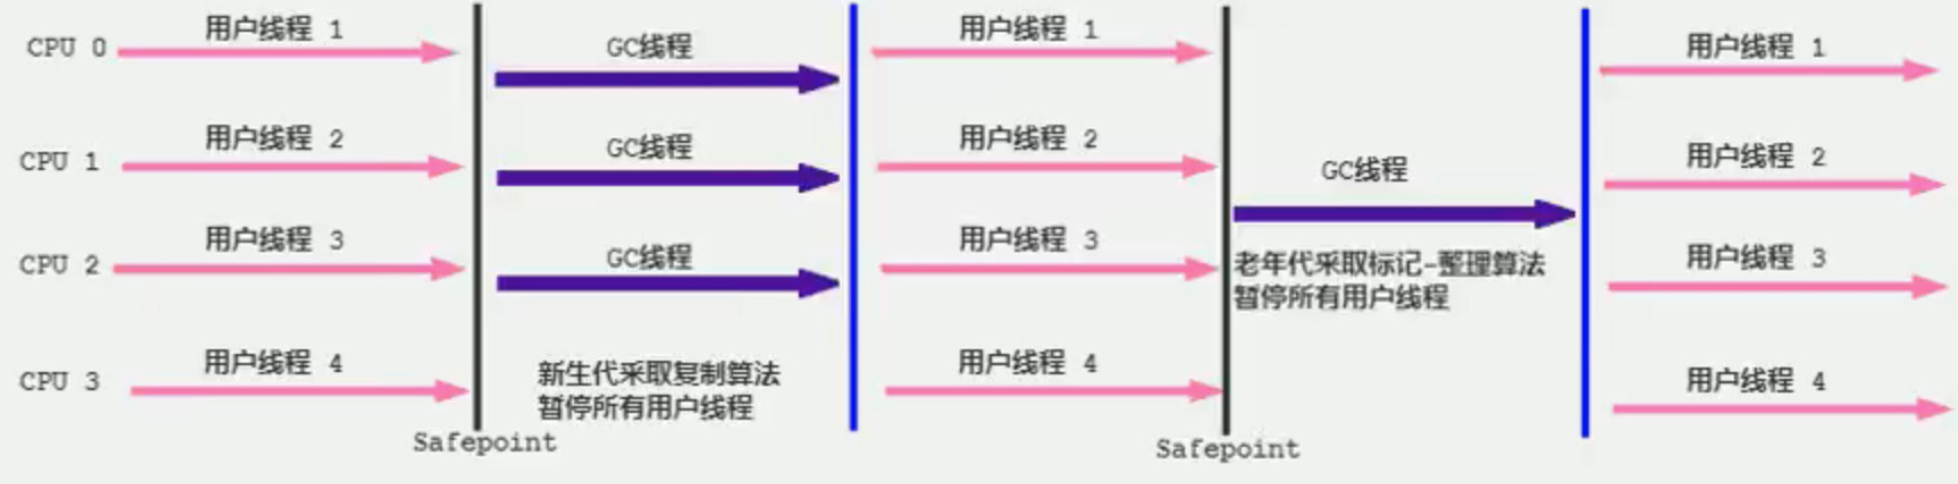 CPU 0
用户线程 1
GC线程
用户线程 1
用户线程 1
CPU 1
用户线程 2
GC线程
用户线程 2
GC线程
用户线程 2
CPU 2
用户线程 3
GC线程
用户线程 3
老年代采取标记-整理算法
暂停所有用户线程
用户线程 3
CPU 3
用户线程 4
新生代采取复制算法
暂停所有用户线程
用户线程 4
用户线程 4
Safepoint
Safepoint